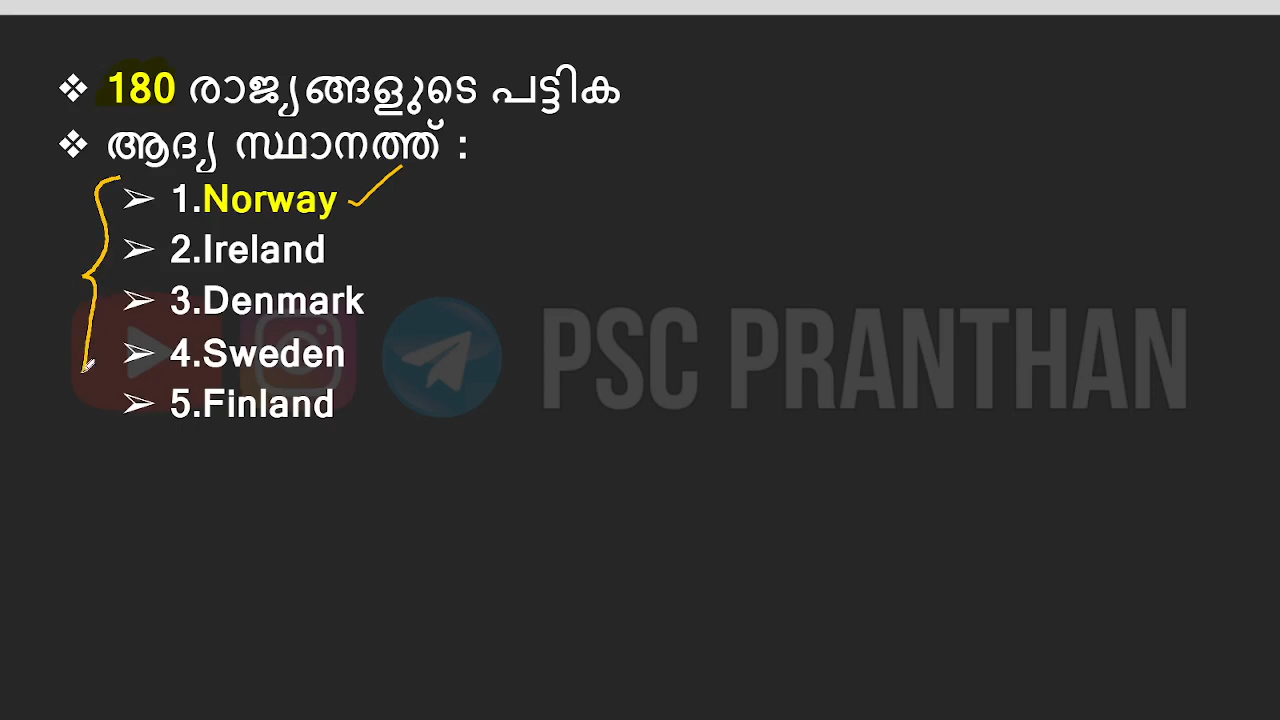 ❖ 180 രാജ്യങ്ങളുടെ പട്ടിക
❖ ആദ്യ സ്ഥാനത്ത് :
➢ 1.Norway
➢ 2.Ireland
➢ 3.Denmark
➢ 4.Sweden
➢ 5.Finland
PSC PRANTHAN